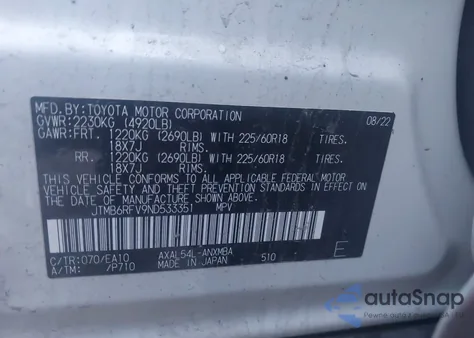 MFD.BY:TOYOTA MOTOR CORPORATION 08/22
GVWR:2230KG (4920LB)
GAWR:FRT. 1220KG (2690LB) WITH 225/60R18 TIRES.
18X7J RIMS.
RR. 1220KG (2690LB) WITH 225/60R18 TIRES.
18X7J RIMS.
THIS VEHICLE CONFORMS TO ALL APPLICABLE FEDERAL MOTOR
VEHICLE SAFETY AND THEFT PREVENTION STANDARDS IN EFFECT ON THE
DATE OF MANUFACTURE SHOWN ABOVE.
JTMB6RFV9ND533351 MPV
C/TR:070/EA10 AXAL54L-ANXMBA
A/TM: /P710 MADE IN JAPAN 510 E
autoSnap